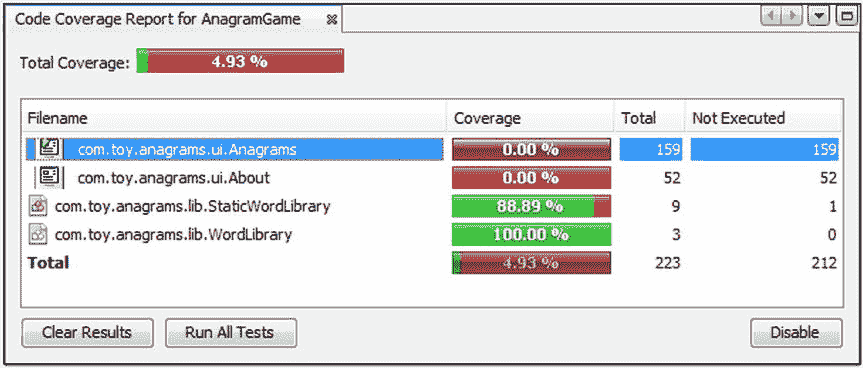 Code Coverage Report for AnagramGame
Total Coverage: 4.93 %
Filename Coverage Total Not Executed
com.toy.anagrams.ui.Anagrams 0.00 % 159 159
com.toy.anagrams.ui.About 0.00 % 52 52
com.toy.anagrams.lib.StaticWordLibrary 88.89 % 9 1
com.toy.anagrams.lib.WordLibrary 100.00 % 3 0
Total 4.93 % 223 212
Clear Results Run All Tests Disable